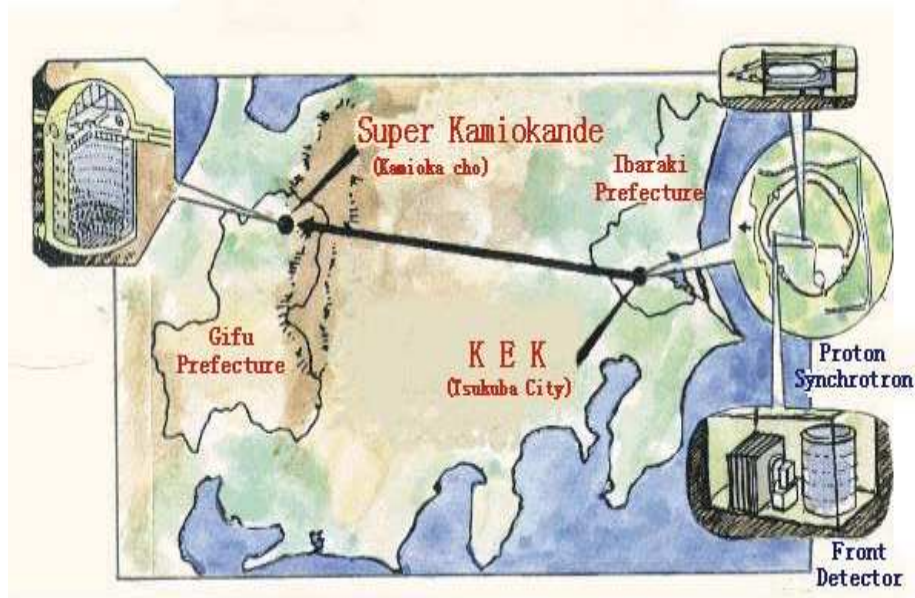 Super Kamiokande
(Kamioka cho)
Ibaraki
Prefecture
Gifu
Prefecture
K E K
(Tsukuba City)
Proton
Synchrotron
Front
Detector